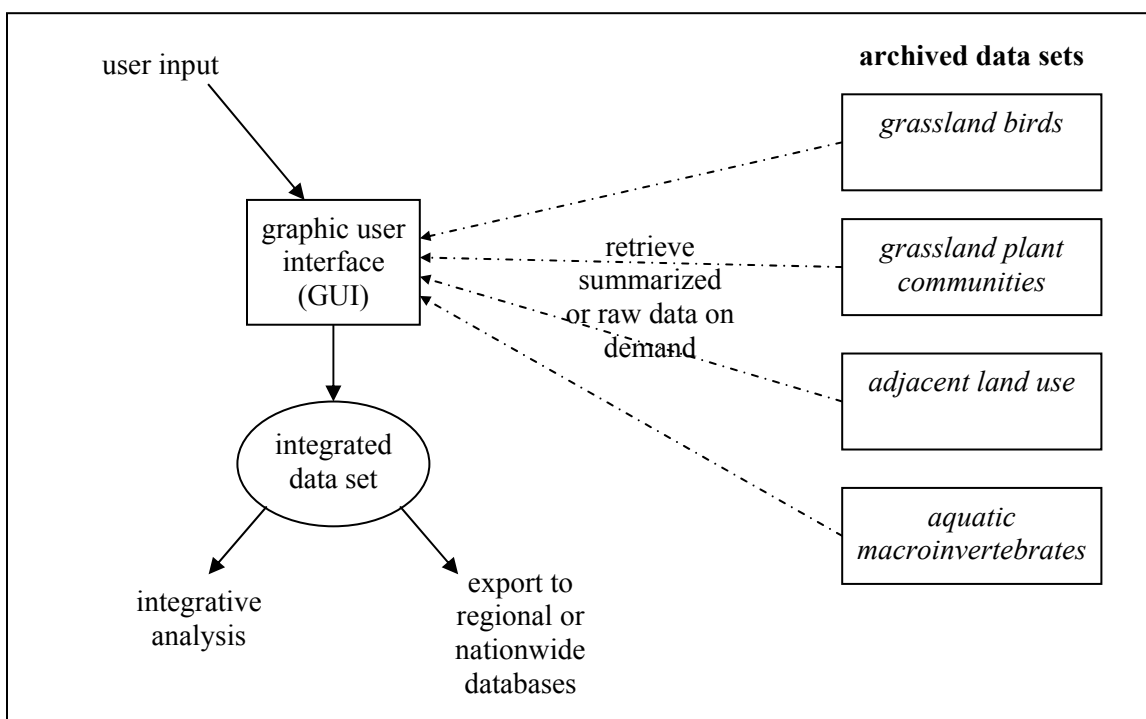 user input
graphic user
interface
(GUI)
integrated
data set
integrative
analysis
export to
regional or
nationwide
databases
retrieve
summarized
or raw data on
demand
archived data sets
grassland birds
grassland plant
communities
adjacent land use
aquatic
macroinvertebrates